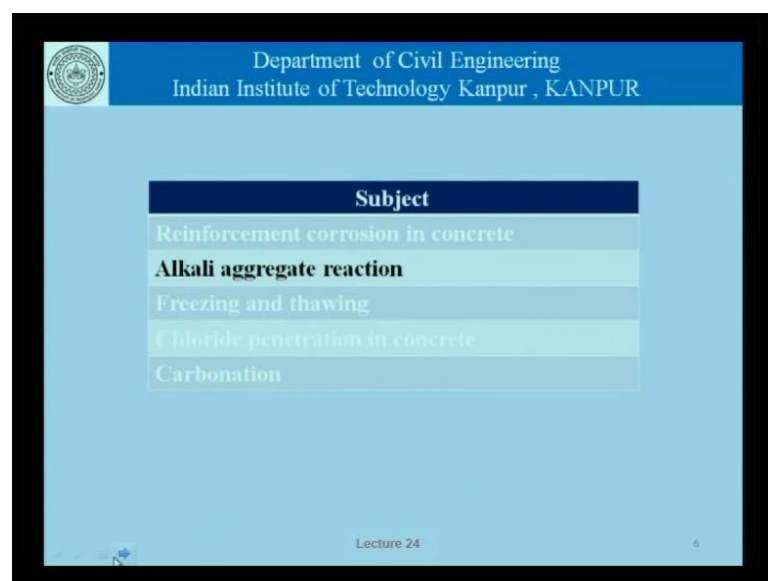 Department of Civil Engineering
Indian Institute of Technology Kanpur , KANPUR
Subject
Reinforcement corrosion in concrete
Alkali aggregate reaction
Freezing and thawing
Chloride penetration in concrete
Carbonation
Lecture 24
6